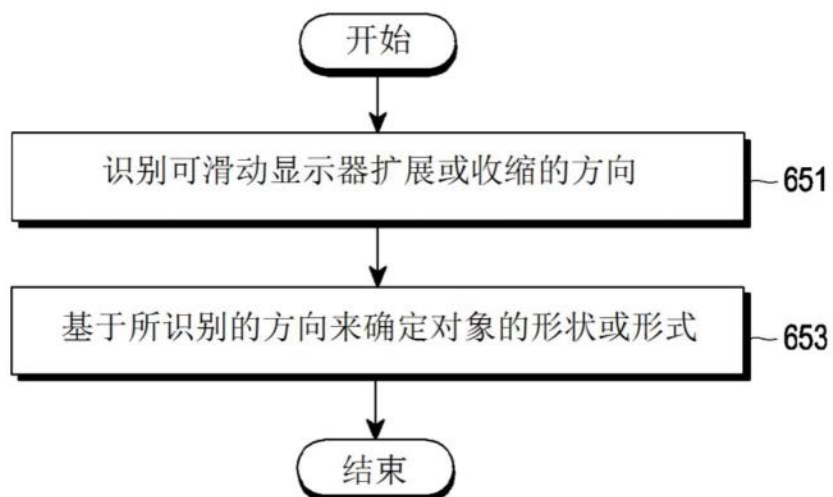 开始
识别可滑动显示器扩展或收缩的方向
651
基于所识别的方向来确定对象的形状或形式
653
结束